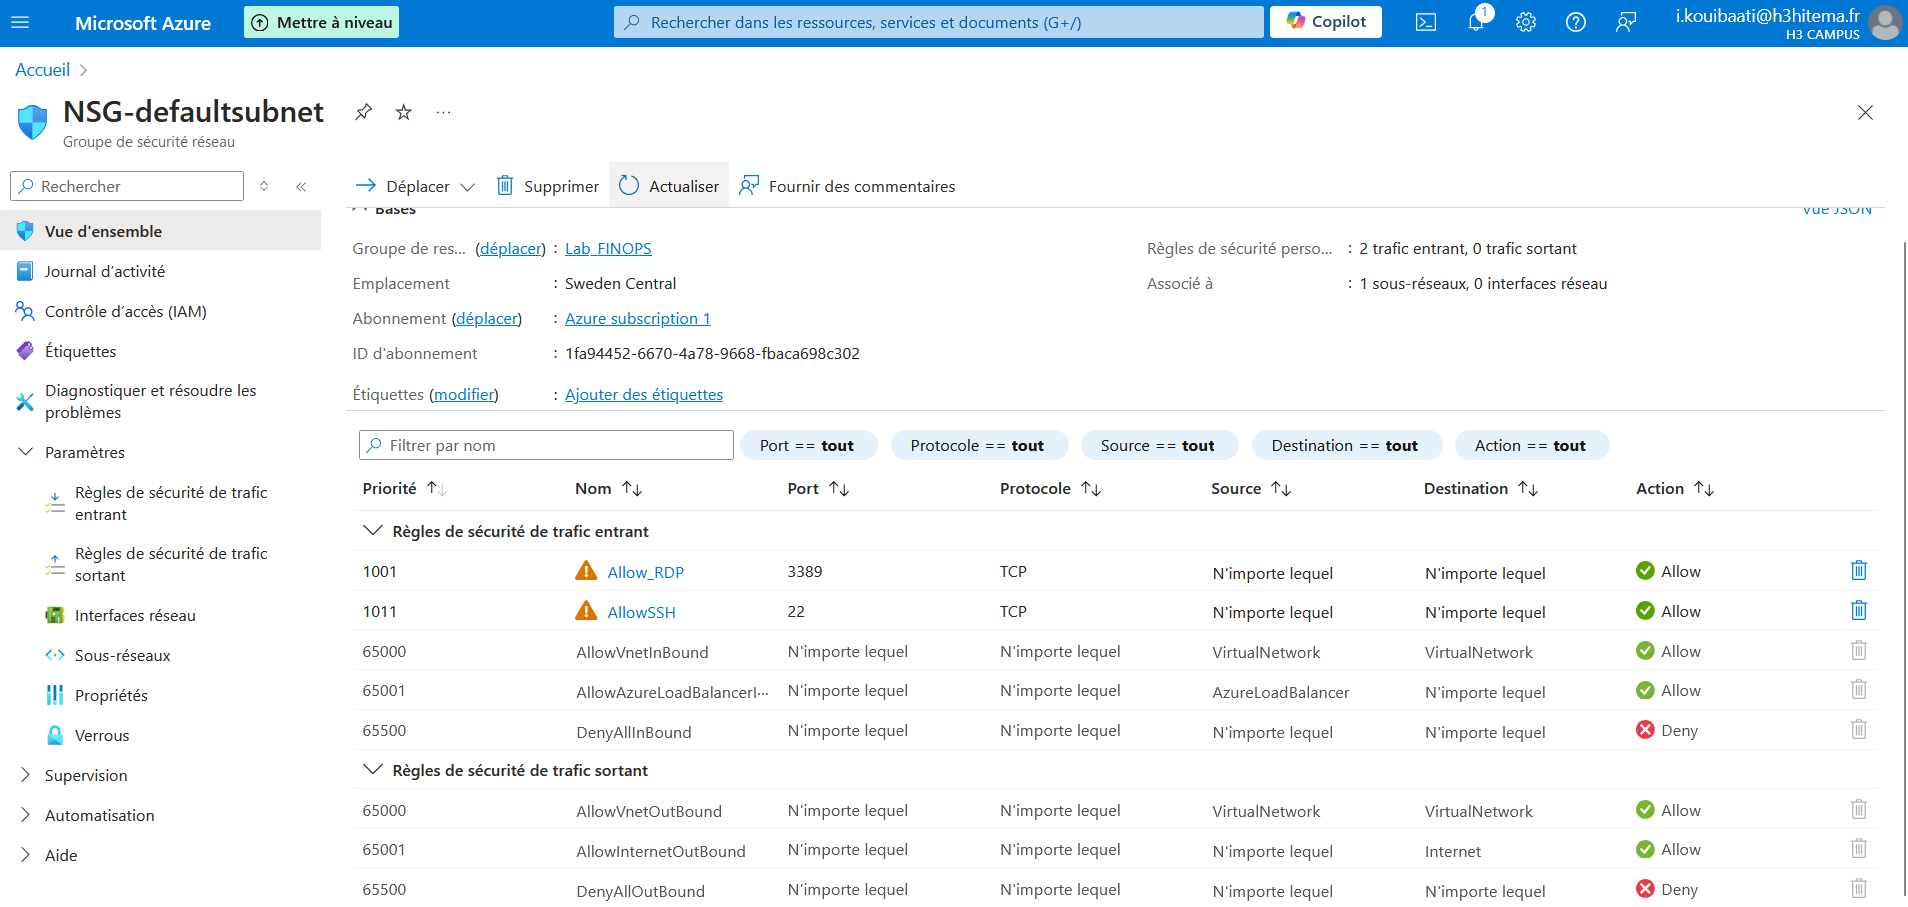 Microsoft Azure
Mettre à niveau
Rechercher dans les ressources, services et documents (G+/)
Copilot
1
i.kouibaati@h3hitema.fr
H3 CAMPUS
Accueil
NSG-defaultsubnet
Groupe de sécurité réseau
Rechercher
Déplacer
Supprimer
Actualiser
Fournir des commentaires
Vue d'ensemble
Journal d'activité
Contrôle d'accès (IAM)
Étiquettes
Diagnostiquer et résoudre les
problèmes
Paramètres
Règles de sécurité de trafic
entrant
Règles de sécurité de trafic
sortant
Interfaces réseau
Sous-réseaux
Propriétés
Verrous
Supervision
Automatisation
Aide
Bases
Vue JSON
Groupe de res... (déplacer) : Lab_FINOPS
Emplacement : Sweden Central
Abonnement (déplacer) : Azure subscription 1
ID d'abonnement : 1fa94452-6670-4a78-9668-fbaca698c302
Étiquettes (modifier) : Ajouter des étiquettes
Règles de sécurité perso... : 2 trafic entrant, 0 trafic sortant
Associé à : 1 sous-réseaux, 0 interfaces réseau
Filtrer par nom
Port == tout
Protocole == tout
Source == tout
Destination == tout
Action == tout
Priorité Nom Port Protocole Source Destination Action
Règles de sécurité de trafic entrant
1001 Allow_RDP 3389 TCP N'importe lequel N'importe lequel Allow
1011 AllowSSH 22 TCP N'importe lequel N'importe lequel Allow
65000 AllowVnetInBound N'importe lequel N'importe lequel VirtualNetwork VirtualNetwork Allow
65001 AllowAzureLoadBalancerI... N'importe lequel N'importe lequel AzureLoadBalancer N'importe lequel Allow
65500 DenyAllInBound N'importe lequel N'importe lequel N'importe lequel N'importe lequel Deny
Règles de sécurité de trafic sortant
65000 AllowVnetOutBound N'importe lequel N'importe lequel VirtualNetwork VirtualNetwork Allow
65001 AllowInternetOutBound N'importe lequel N'importe lequel N'importe lequel Internet Allow
65500 DenyAllOutBound N'importe lequel N'importe lequel N'importe lequel N'importe lequel Deny